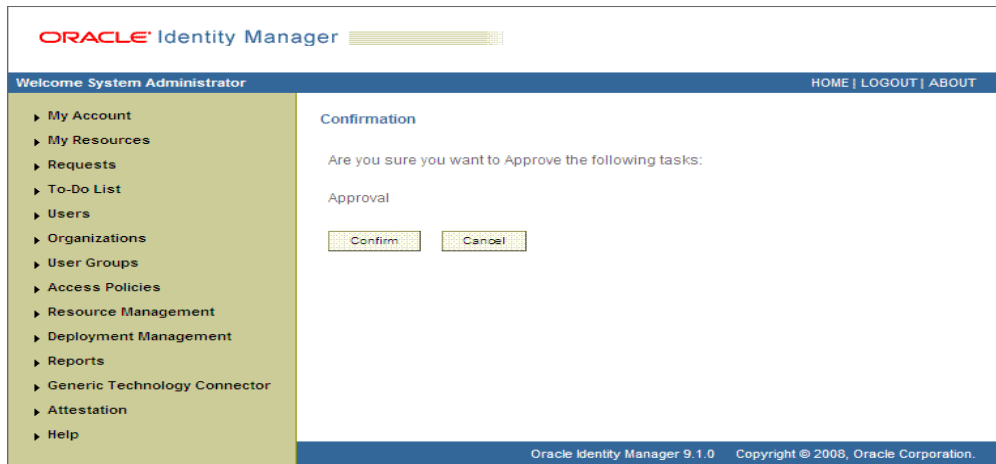 ORACLE Identity Manager
Welcome System Administrator
HOME | LOGOUT | ABOUT
My Account
My Resources
Requests
To-Do List
Users
Organizations
User Groups
Access Policies
Resource Management
Deployment Management
Reports
Generic Technology Connector
Attestation
Help
Confirmation
Are you sure you want to Approve the following tasks:
Approval
Confirm Cancel
Oracle Identity Manager 9.1.0 Copyright © 2008, Oracle Corporation.